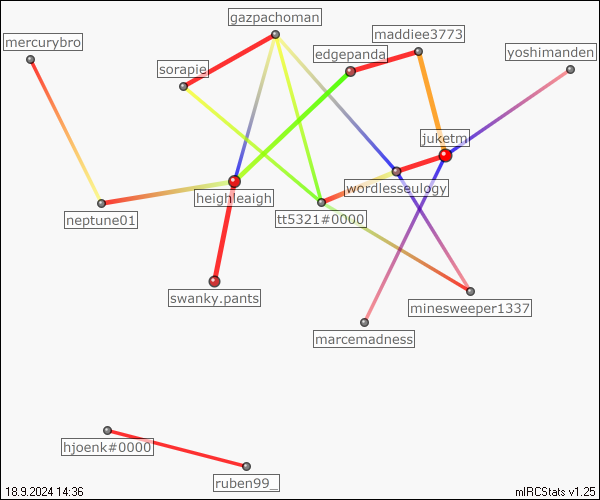 gazpachoman
mercurybro
maddiee3773
edgepanda
yoshimanden
sorapie
juketm
wordlesseulogy
heighleaigh
neptune01
tt5321#0000
swanky.pants
minesweeper1337
marcemadness
hjoenk#0000
ruben99_
18.9.2024 14:36
mIRCStats v1.25